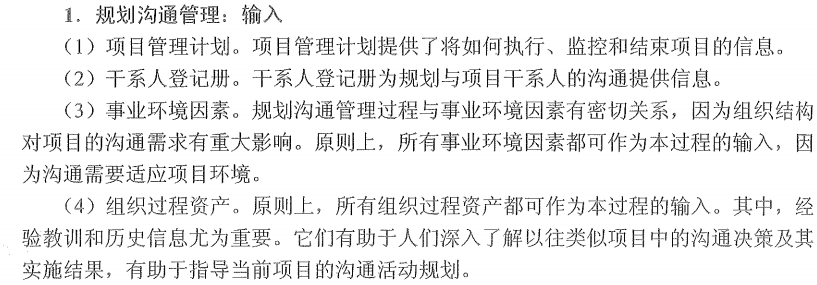 1．规划沟通管理：输入
（1）项目管理计划。项目管理计划提供了将如何执行、监控和结束项目的信息。
（2）干系人登记册。干系人登记册为规划与项目干系人的沟通提供信息。
（3）事业环境因素。规划沟通管理过程与事业环境因素有密切关系，因为组织结构
对项目的沟通需求有重大影响。原则上，所有事业环境因素都可作为本过程的输入，因
为沟通需要适应项目环境。
（4）组织过程资产。原则上，所有组织过程资产都可作为本过程的输入。其中，经
验教训和历史信息尤为重要。它们有助于人们深入了解以往类似项目中的沟通决策及其
实施结果，有助于指导当前项目的沟通活动规划。